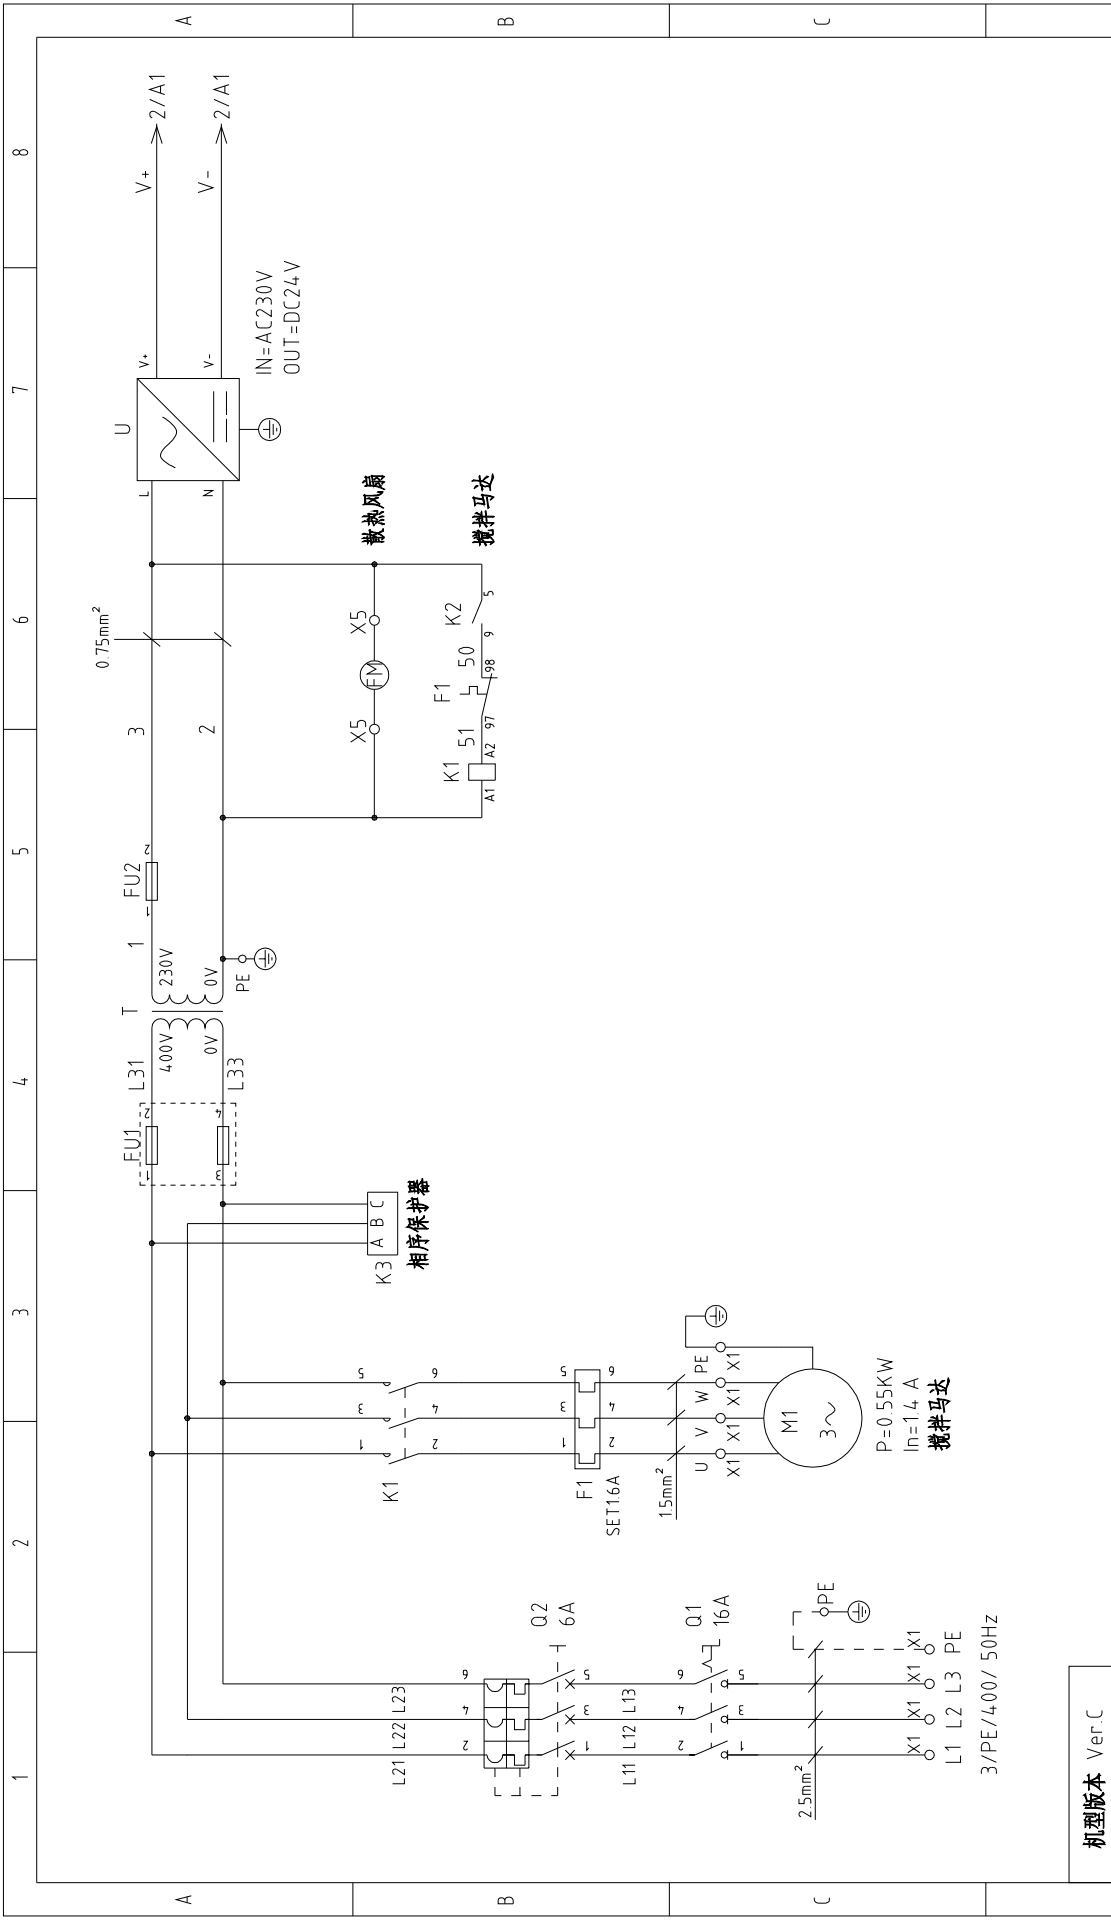 1
2
3
4
5
6
7
8
A
B
C
A
B
C
L21 L22 L23
2 4 6
Q2
6A
1 3 5
L11 L12 L13
2 4 6
Q1
16A
1 3 5
2.5mm²
PE
X1 X1 X1 X1
L1 L2 L3 PE
3/PE/400/ 50Hz
K1
1 3 5
2 4 6
F1
SET1.6A
1 3 5
2 4 6
1.5mm²
U V W PE
X1 X1 X1 X1
M1
3~
P=0.55KW
In=1.4 A
搅拌马达
K3
A B C
相序保护器
FU1
1 2
3 4
L31
L33
T
400V
0V
230V
0V
PE
1
FU2
1 2
3
2
0.75mm²
X5
FM
X5
散热风扇
K1
A1 A2
51
F1
97 98
50
K2
9 5
搅拌马达
U
L
N
V+
V-
IN=AC230V
OUT=DC24V
V+
V-
2/A1
2/A1
机型版本 Ver.C